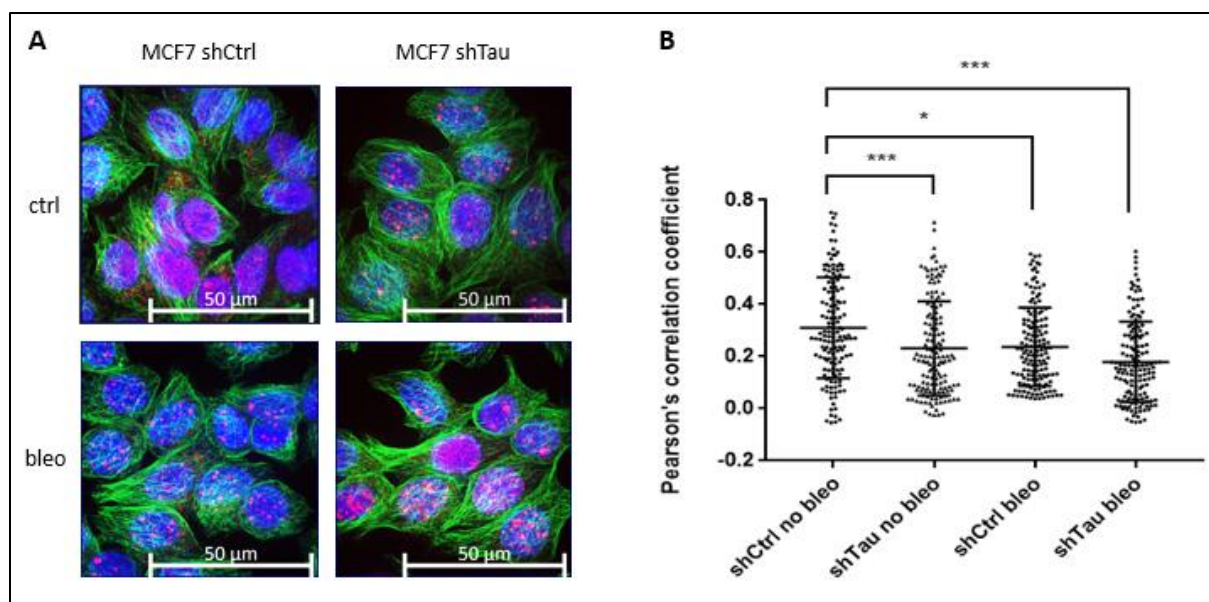 A
MCF7 shCtrl
MCF7 shTau
ctrl
50 µm
50 µm
bleo
50 µm
50 µm
B
***
*
***
Pearson's correlation coefficient
0.8
0.6
0.4
0.2
0.0
-0.2
shCtrl no bleo
shTau no bleo
shCtrl bleo
shTau bleo